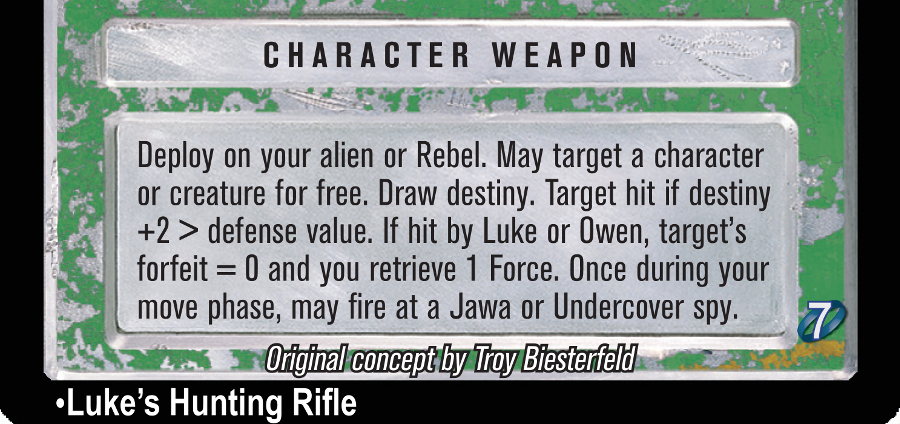 CHARACTER WEAPON
Deploy on your alien or Rebel. May target a character
or creature for free. Draw destiny. Target hit if destiny
+2 > defense value. If hit by Luke or Owen, target's
forfeit = 0 and you retrieve 1 Force. Once during your
move phase, may fire at a Jawa or Undercover spy.
7
Original concept by Troy Biesterfeld
•Luke's Hunting Rifle